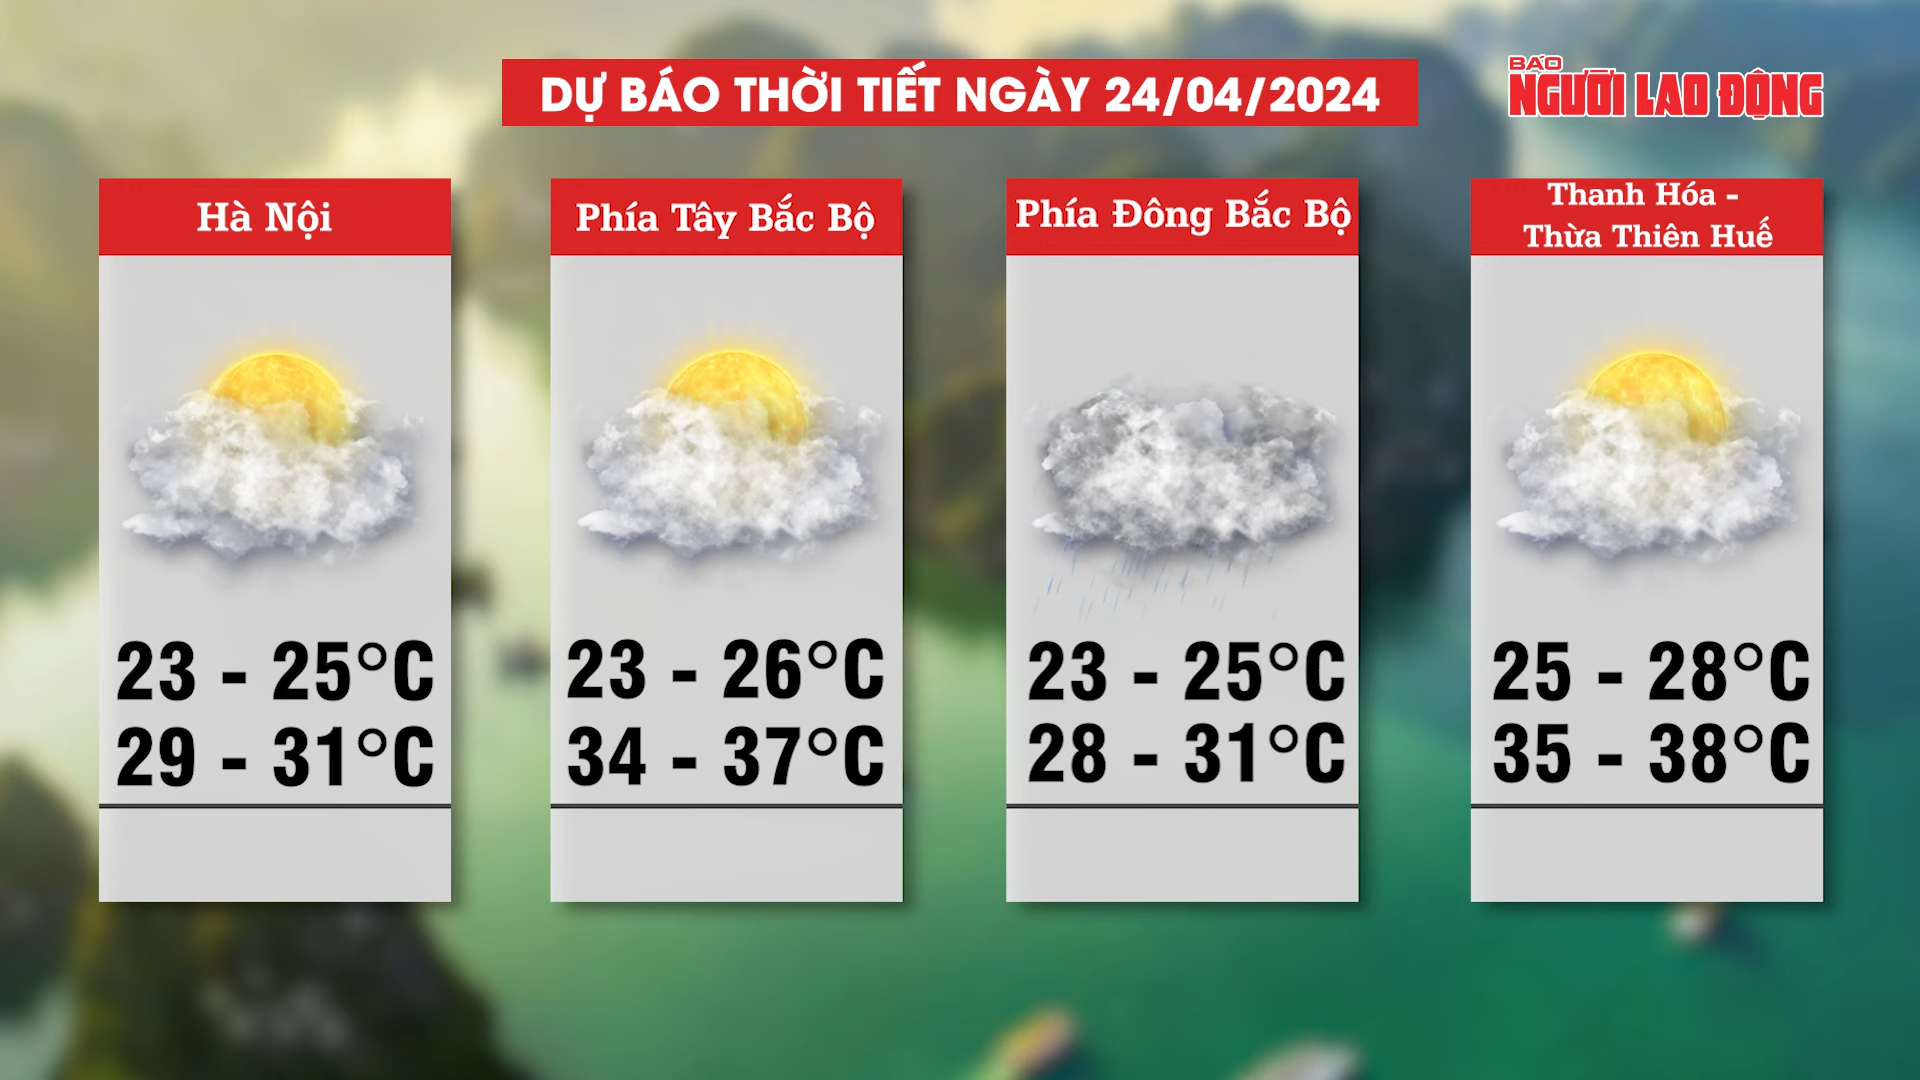 DỰ BÁO THỜI TIẾT NGÀY 24/04/2024
BÁO
NGƯỜI LAO ĐỘNG
Hà Nội
23 - 25°C
29 - 31°C
Phía Tây Bắc Bộ
23 - 26°C
34 - 37°C
Phía Đông Bắc Bộ
23 - 25°C
28 - 31°C
Thanh Hóa -
Thừa Thiên Huế
25 - 28°C
35 - 38°C